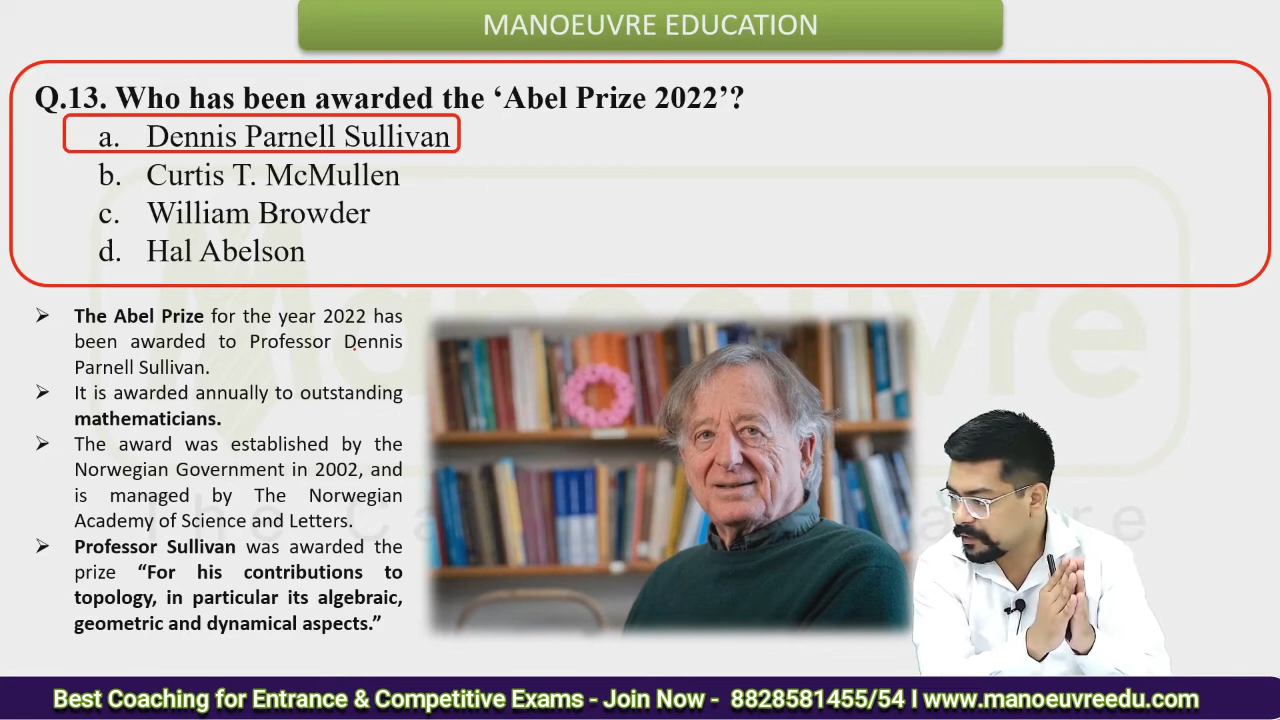 MANOEUVRE EDUCATION
Q.13. Who has been awarded the ‘Abel Prize 2022’?
a. Dennis Parnell Sullivan
b. Curtis T. McMullen
c. William Browder
d. Hal Abelson
➢ The Abel Prize for the year 2022 has
been awarded to Professor Dennis
Parnell Sullivan.
➢ It is awarded annually to outstanding
mathematicians.
➢ The award was established by the
Norwegian Government in 2002, and
is managed by The Norwegian
Academy of Science and Letters.
➢ Professor Sullivan was awarded the
prize “For his contributions to
topology, in particular its algebraic,
geometric and dynamical aspects.”
Manoeuvre
Best Coaching for Entrance & Competitive Exams - Join Now - 8828581455/54 I www.manoeuvreedu.com